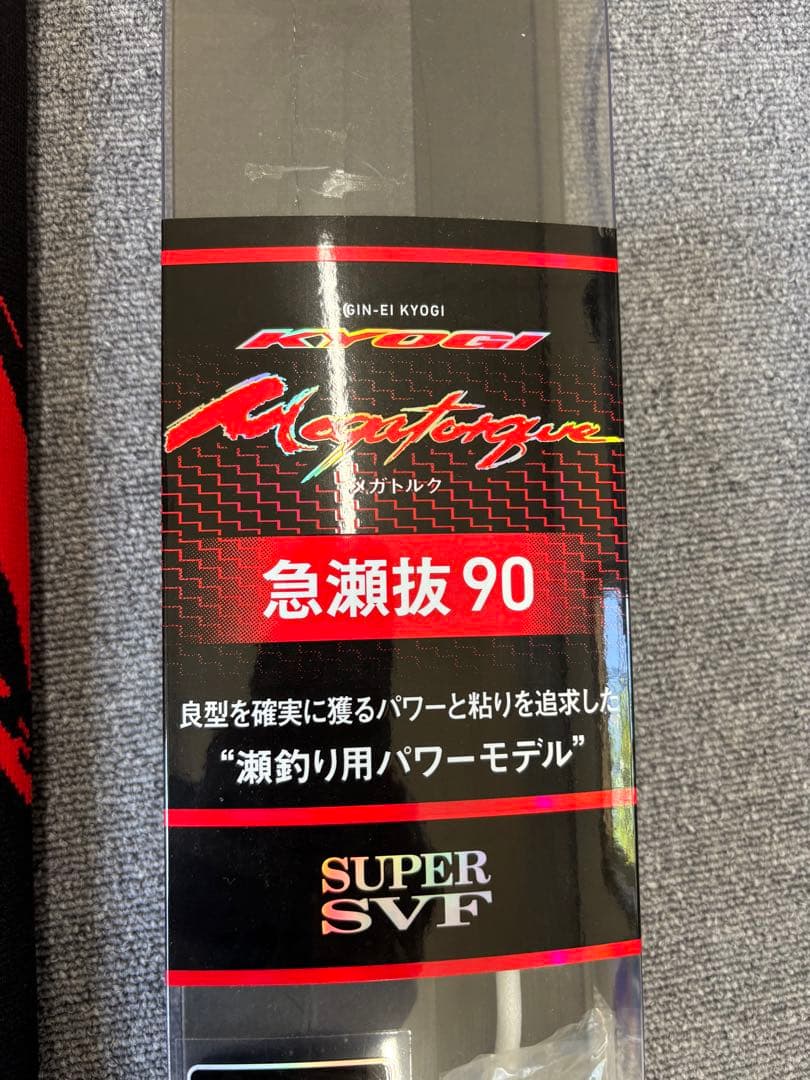 GIN-EI KYOGI
KYOGI
Megatorque
メガトルク
急瀬抜 90
良型を確実に獲るパワーと粘りを追求した
“瀬釣り用パワーモデル”
SUPER
SVF